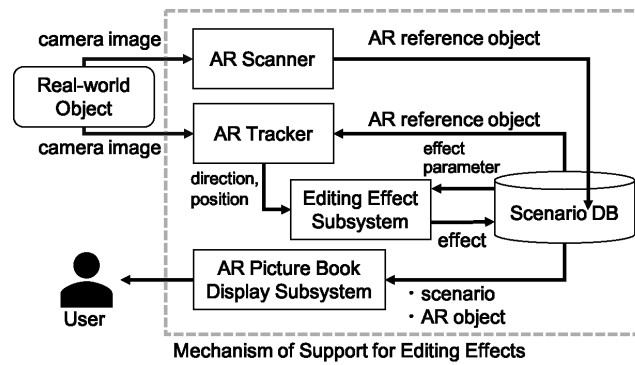 camera image
AR Scanner
AR reference object
Real-world
Object
camera image
AR Tracker
AR reference object
effect
parameter
direction,
position
Editing Effect
Subsystem
Scenario DB
effect
AR Picture Book
Display Subsystem
・scenario
・AR object
User
Mechanism of Support for Editing Effects